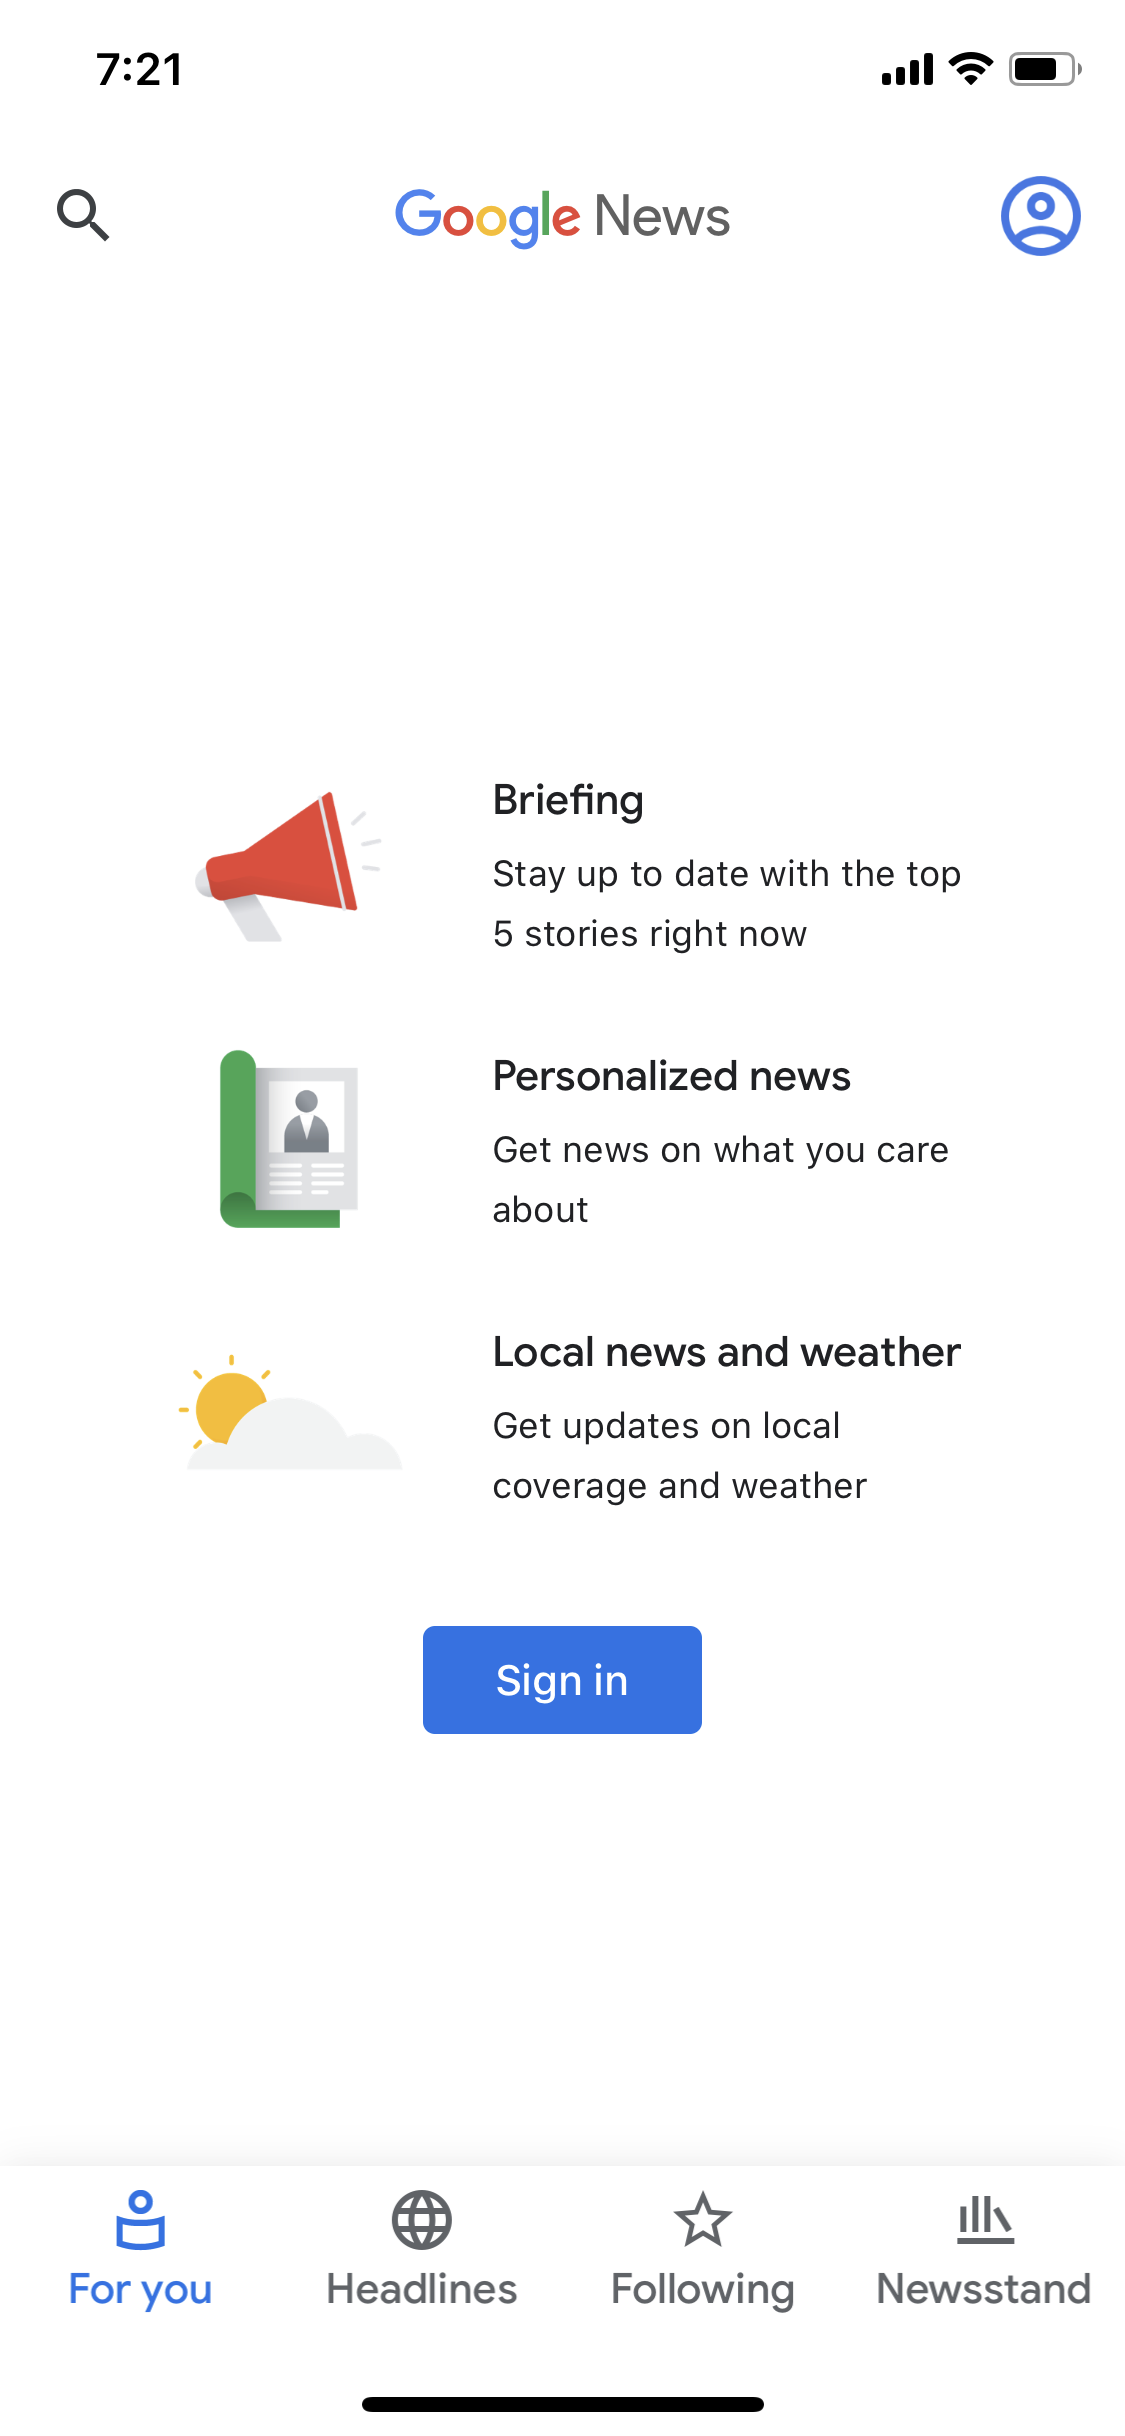 7:21
Google News
Briefing
Stay up to date with the top
5 stories right now
Personalized news
Get news on what you care
about
Local news and weather
Get updates on local
coverage and weather
Sign in
For you
Headlines
Following
Newsstand